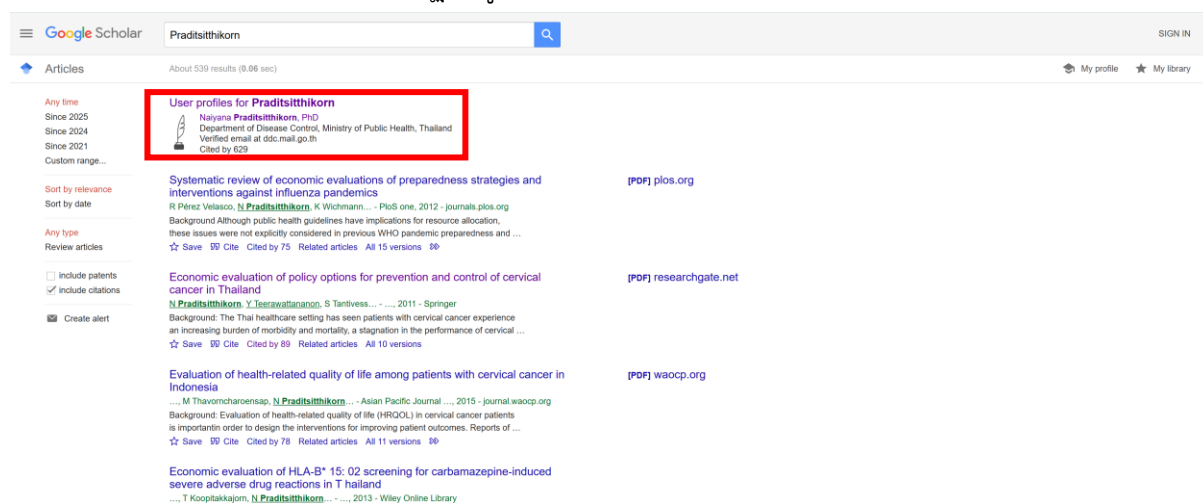 Google Scholar
Praditsitthikorn
SIGN IN
Articles
About 539 results (0.06 sec)
My profile
My library
Any time
Since 2025
Since 2024
Since 2021
Custom range...
Sort by relevance
Sort by date
Any type
Review articles
include patents
include citations
Create alert
User profiles for Praditsitthikorn
Naiyana Praditsitthikorn, PhD
Department of Disease Control, Ministry of Public Health, Thailand
Verified email at ddc.mail.go.th
Cited by 629
Systematic review of economic evaluations of preparedness strategies and
interventions against influenza pandemics
R Pérez Velasco, N Praditsitthikorn, K Wichmann... - PloS one, 2012 - journals.plos.org
Background Although public health guidelines have implications for resource allocation,
these issues were not explicitly considered in previous WHO pandemic preparedness and ...
Save Cite Cited by 75 Related articles All 15 versions
[PDF] plos.org
Economic evaluation of policy options for prevention and control of cervical
cancer in Thailand
N Praditsitthikorn, Y Teerawattananon, S Tantivess... - ..., 2011 - Springer
Background: The Thai healthcare setting has seen patients with cervical cancer experience
an increasing burden of morbidity and mortality, a stagnation in the performance of cervical ...
Save Cite Cited by 89 Related articles All 10 versions
[PDF] researchgate.net
Evaluation of health-related quality of life among patients with cervical cancer in
Indonesia
..., M Thavorncharoensap, N Praditsitthikorn... - Asian Pacific Journal ..., 2015 - journal.waocp.org
Background: Evaluation of health-related quality of life (HRQOL) in cervical cancer patients
is importantin order to design the interventions for improving patient outcomes. Reports of ...
Save Cite Cited by 78 Related articles All 11 versions
[PDF] waocp.org
Economic evaluation of HLA-B* 15: 02 screening for carbamazepine-induced
severe adverse drug reactions in T hailand
..., T Koopitakkajorn, N Praditsitthikorn... - ..., 2013 - Wiley Online Library